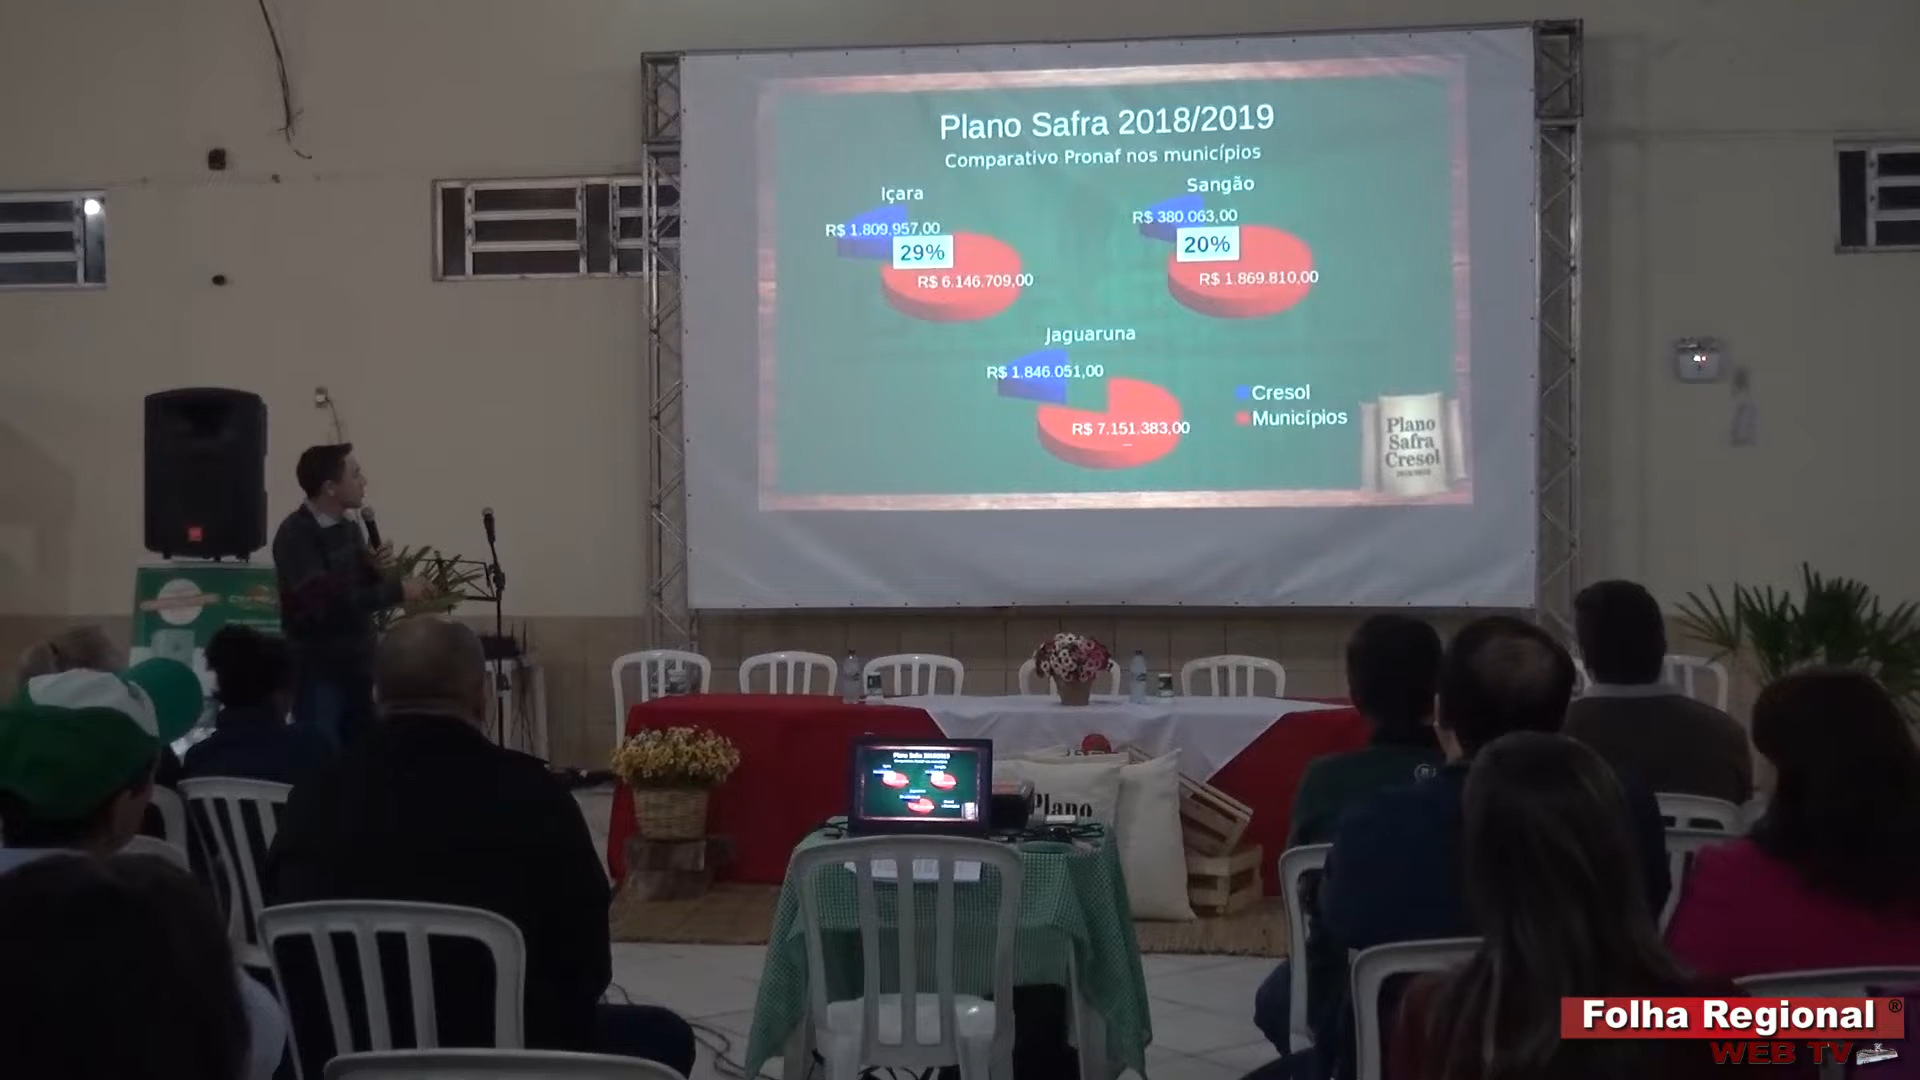 Plano Safra 2018/2019
Comparativo Pronaf nos municípios
Içara
R$ 1.809.957,00
29%
R$ 6.146.709,00
Sangão
R$ 380.063,00
20%
R$ 1.869.810,00
Jaguaruna
R$ 1.846.051,00
R$ 7.151.383,00
Cresol
Municípios
Plano
Safra
Cresol
Plano
Folha Regional ®
WEB TV